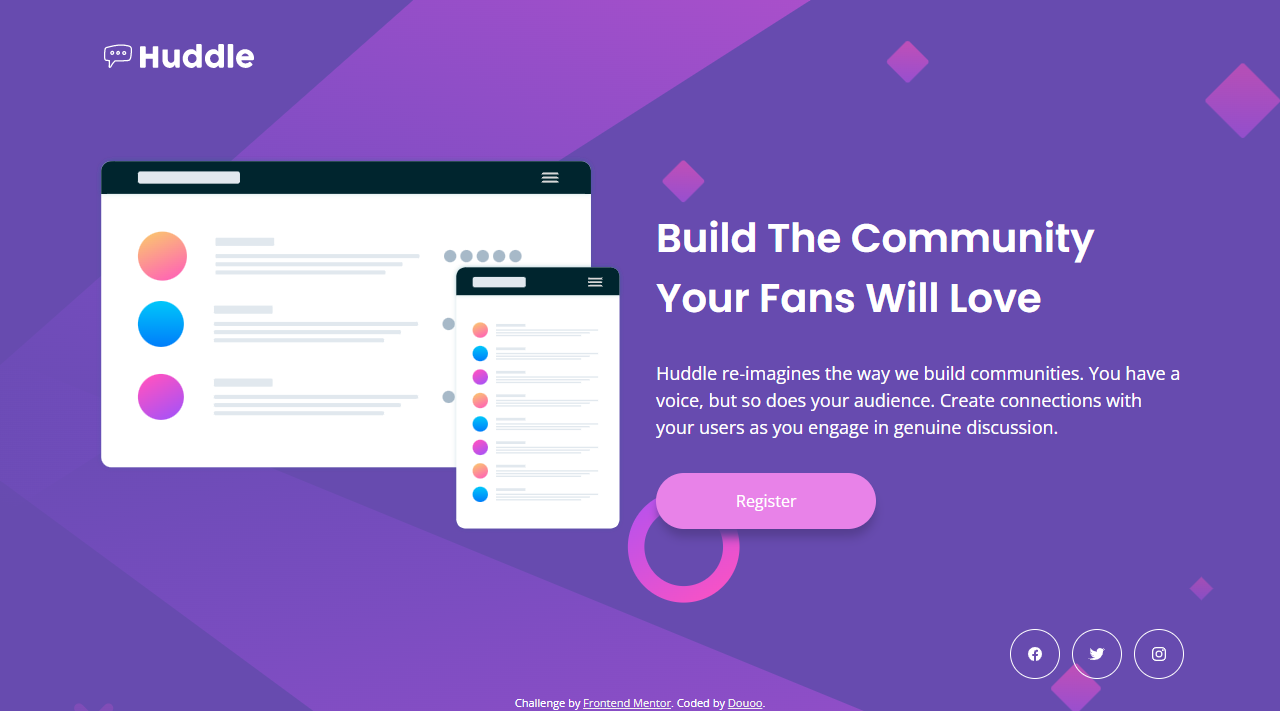 Huddle
Build The Community
Your Fans Will Love
Huddle re-imagines the way we build communities. You have a
voice, but so does your audience. Create connections with
your users as you engage in genuine discussion.
Register
Challenge by Frontend Mentor. Coded by Douoo.